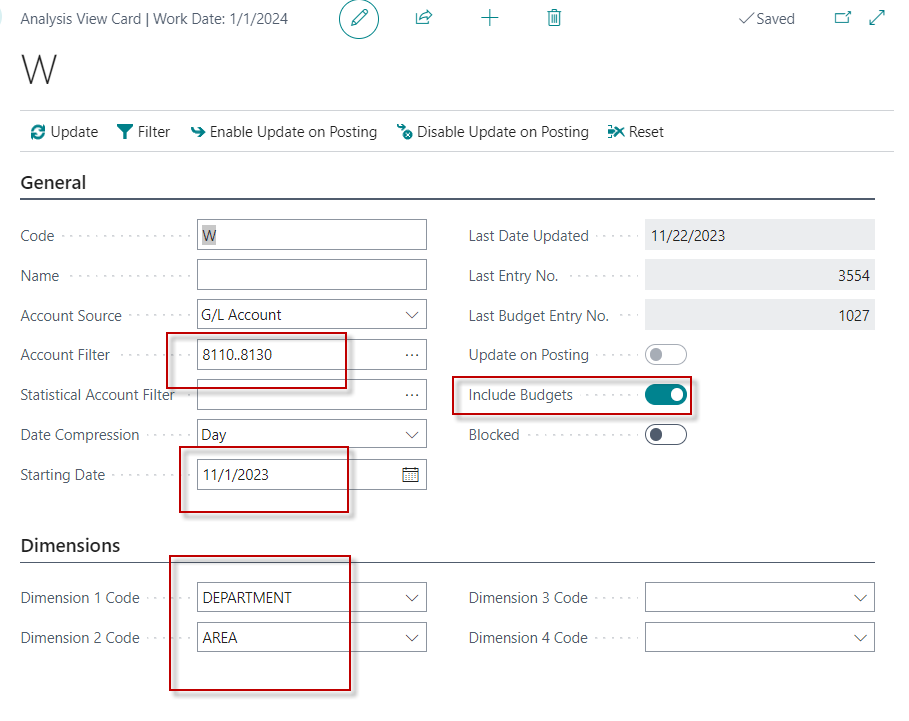 Analysis View Card | Work Date: 1/1/2024
Saved
W
Update Filter Enable Update on Posting Disable Update on Posting Reset
General
Code W Last Date Updated 11/22/2023
Name Last Entry No. 3554
Account Source G/L Account Last Budget Entry No. 1027
Account Filter 8110..8130 Update on Posting
Statistical Account Filter Include Budgets
Date Compression Day Blocked
Starting Date 11/1/2023
Dimensions
Dimension 1 Code DEPARTMENT Dimension 3 Code
Dimension 2 Code AREA Dimension 4 Code